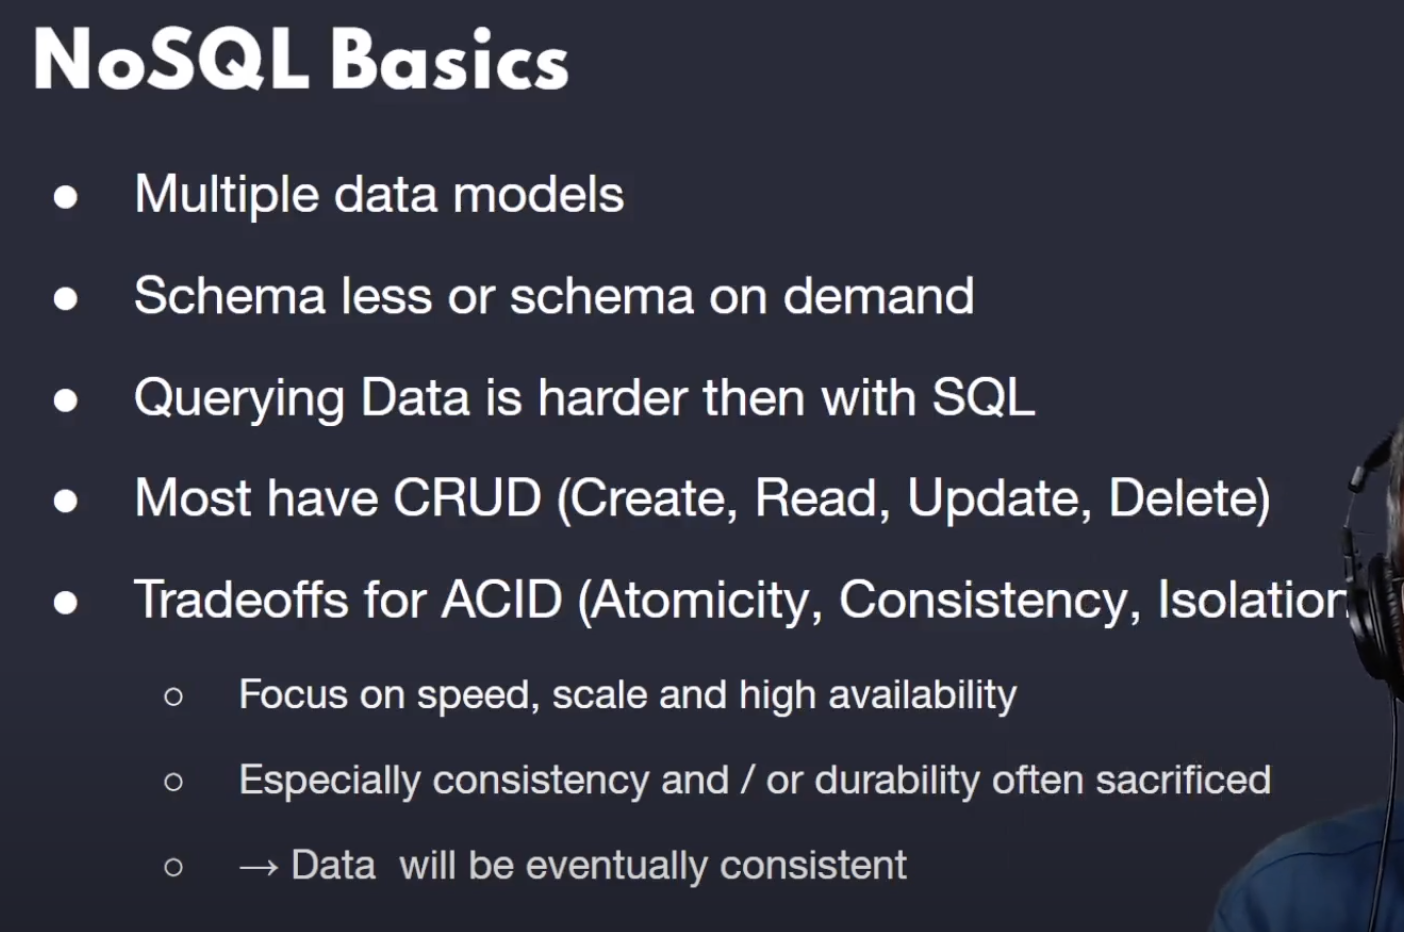 NoSQL Basics
● Multiple data models
● Schema less or schema on demand
● Querying Data is harder then with SQL
● Most have CRUD (Create, Read, Update, Delete)
● Tradeoffs for ACID (Atomicity, Consistency, Isolation
○ Focus on speed, scale and high availability
○ Especially consistency and / or durability often sacrificed
○ → Data will be eventually consistent